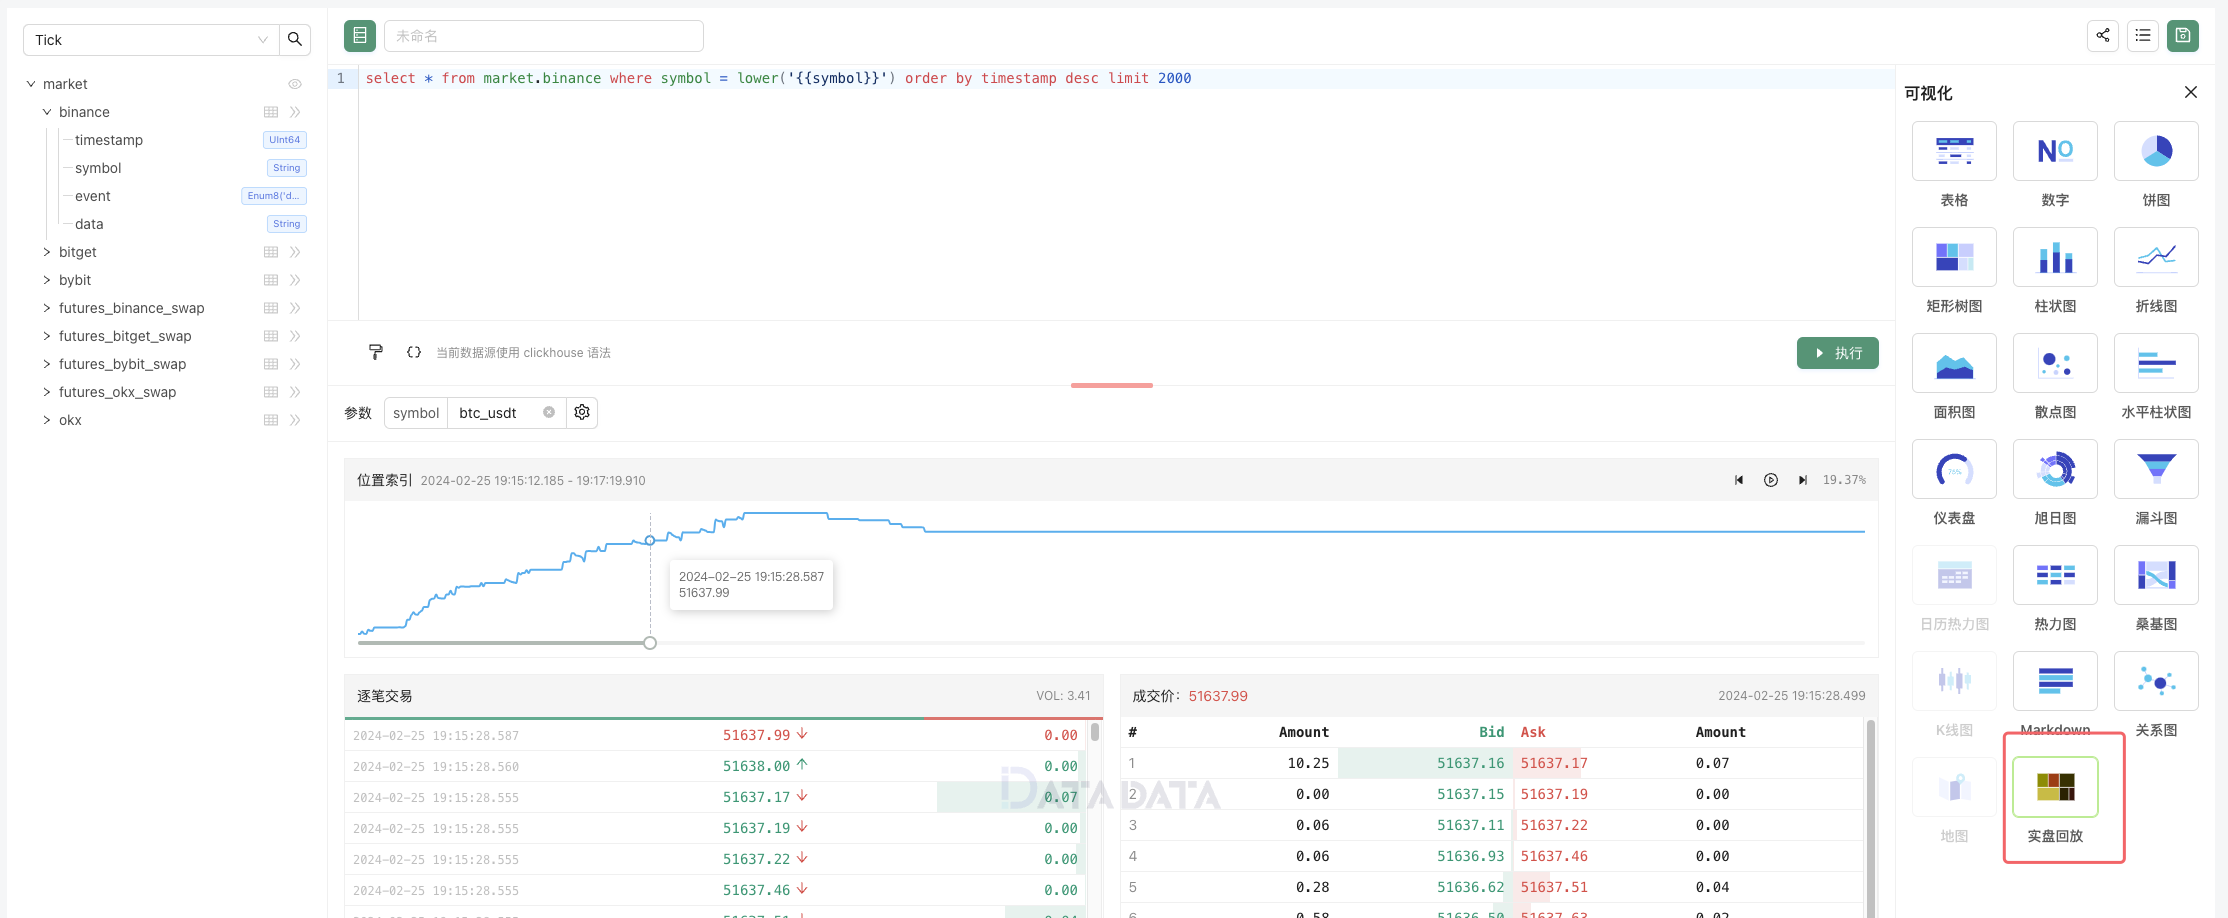 Tick
market
binance
timestamp UInt64
symbol String
event Enum8('d...
data String
bitget
bybit
futures_binance_swap
futures_bitget_swap
futures_bybit_swap
futures_okx_swap
okx
未命名
1 select * from market.binance where symbol = lower('{{symbol}}') order by timestamp desc limit 2000
当前数据源使用 clickhouse 语法
执行
参数 symbol btc_usdt
位置索引 2024-02-25 19:15:12.185 - 19:17:19.910 19.37%
2024-02-25 19:15:28.587
51637.99
逐笔交易 VOL: 3.41
2024-02-25 19:15:28.587 51637.99 0.00
2024-02-25 19:15:28.560 51638.00 0.00
2024-02-25 19:15:28.555 51637.17 0.07
2024-02-25 19:15:28.555 51637.19 0.00
2024-02-25 19:15:28.555 51637.22 0.00
2024-02-25 19:15:28.555 51637.46 0.00
成交价: 51637.99 2024-02-25 19:15:28.499
# Amount Bid Ask Amount
1 10.25 51637.16 51637.17 0.07
2 0.00 51637.15 51637.19 0.00
3 0.06 51637.11 51637.22 0.00
4 0.06 51636.93 51637.46 0.00
5 0.28 51636.62 51637.51 0.04
6 0.58 51636.50 51637.63 0.02
DATADATA
可视化
NO
表格 数字 饼图
矩形树图 柱状图 折线图
面积图 散点图 水平柱状图
76%
仪表盘 旭日图 漏斗图
日历热力图 热力图 桑基图
K线图 Markdown 关系图
地图 实盘回放